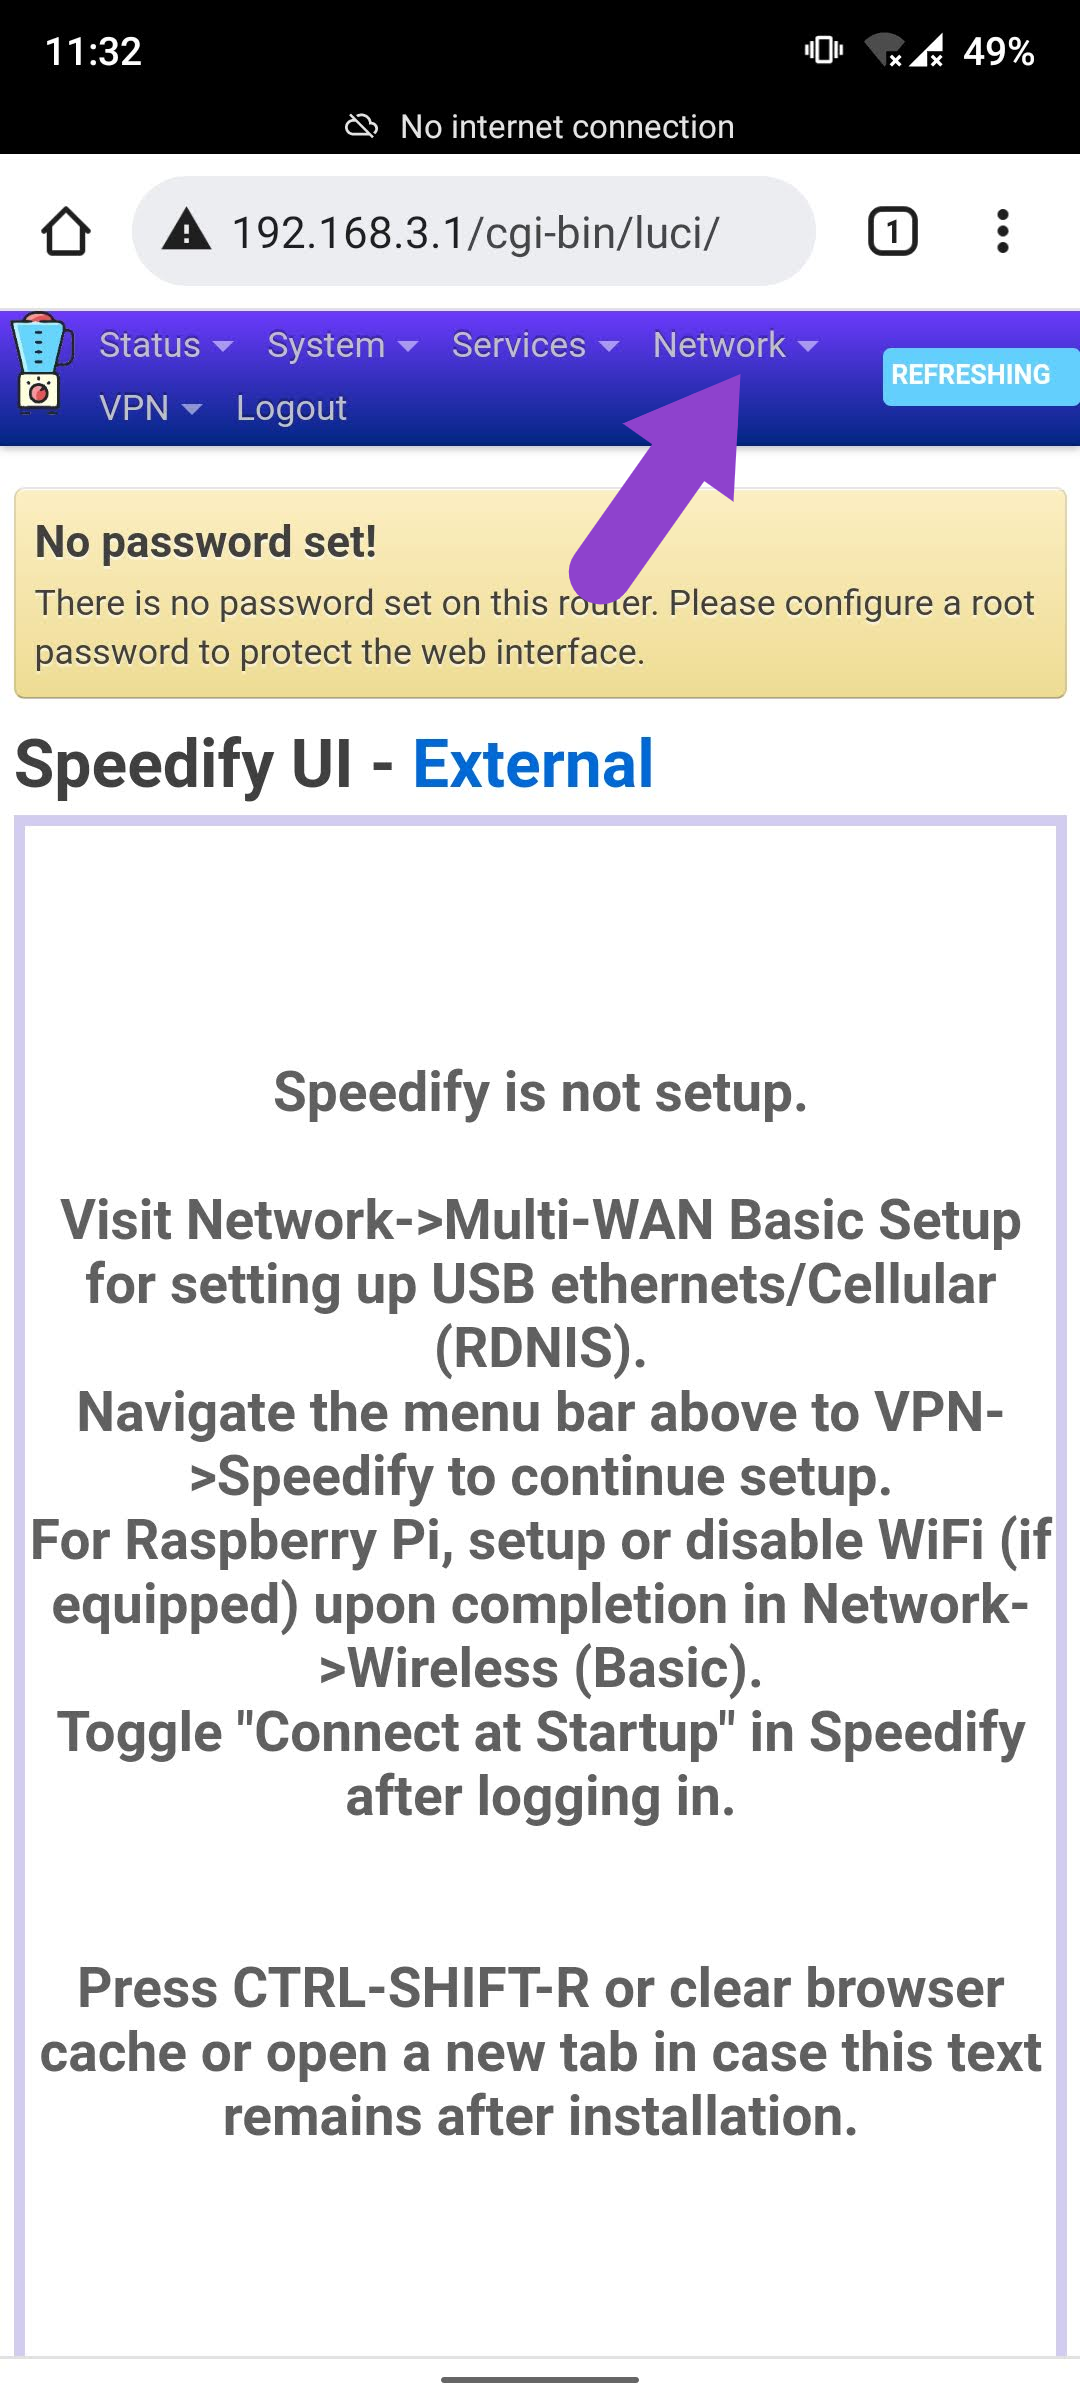 11:32 49%
No internet connection
192.168.3.1/cgi-bin/luci/ 1
Status System Services Network
REFRESHING
VPN Logout
No password set!
There is no password set on this router. Please configure a root
password to protect the web interface.
Speedify UI - External
Speedify is not setup.
Visit Network->Multi-WAN Basic Setup
for setting up USB ethernets/Cellular
(RDNIS).
Navigate the menu bar above to VPN-
>Speedify to continue setup.
For Raspberry Pi, setup or disable WiFi (if
equipped) upon completion in Network-
>Wireless (Basic).
Toggle "Connect at Startup" in Speedify
after logging in.
Press CTRL-SHIFT-R or clear browser
cache or open a new tab in case this text
remains after installation.